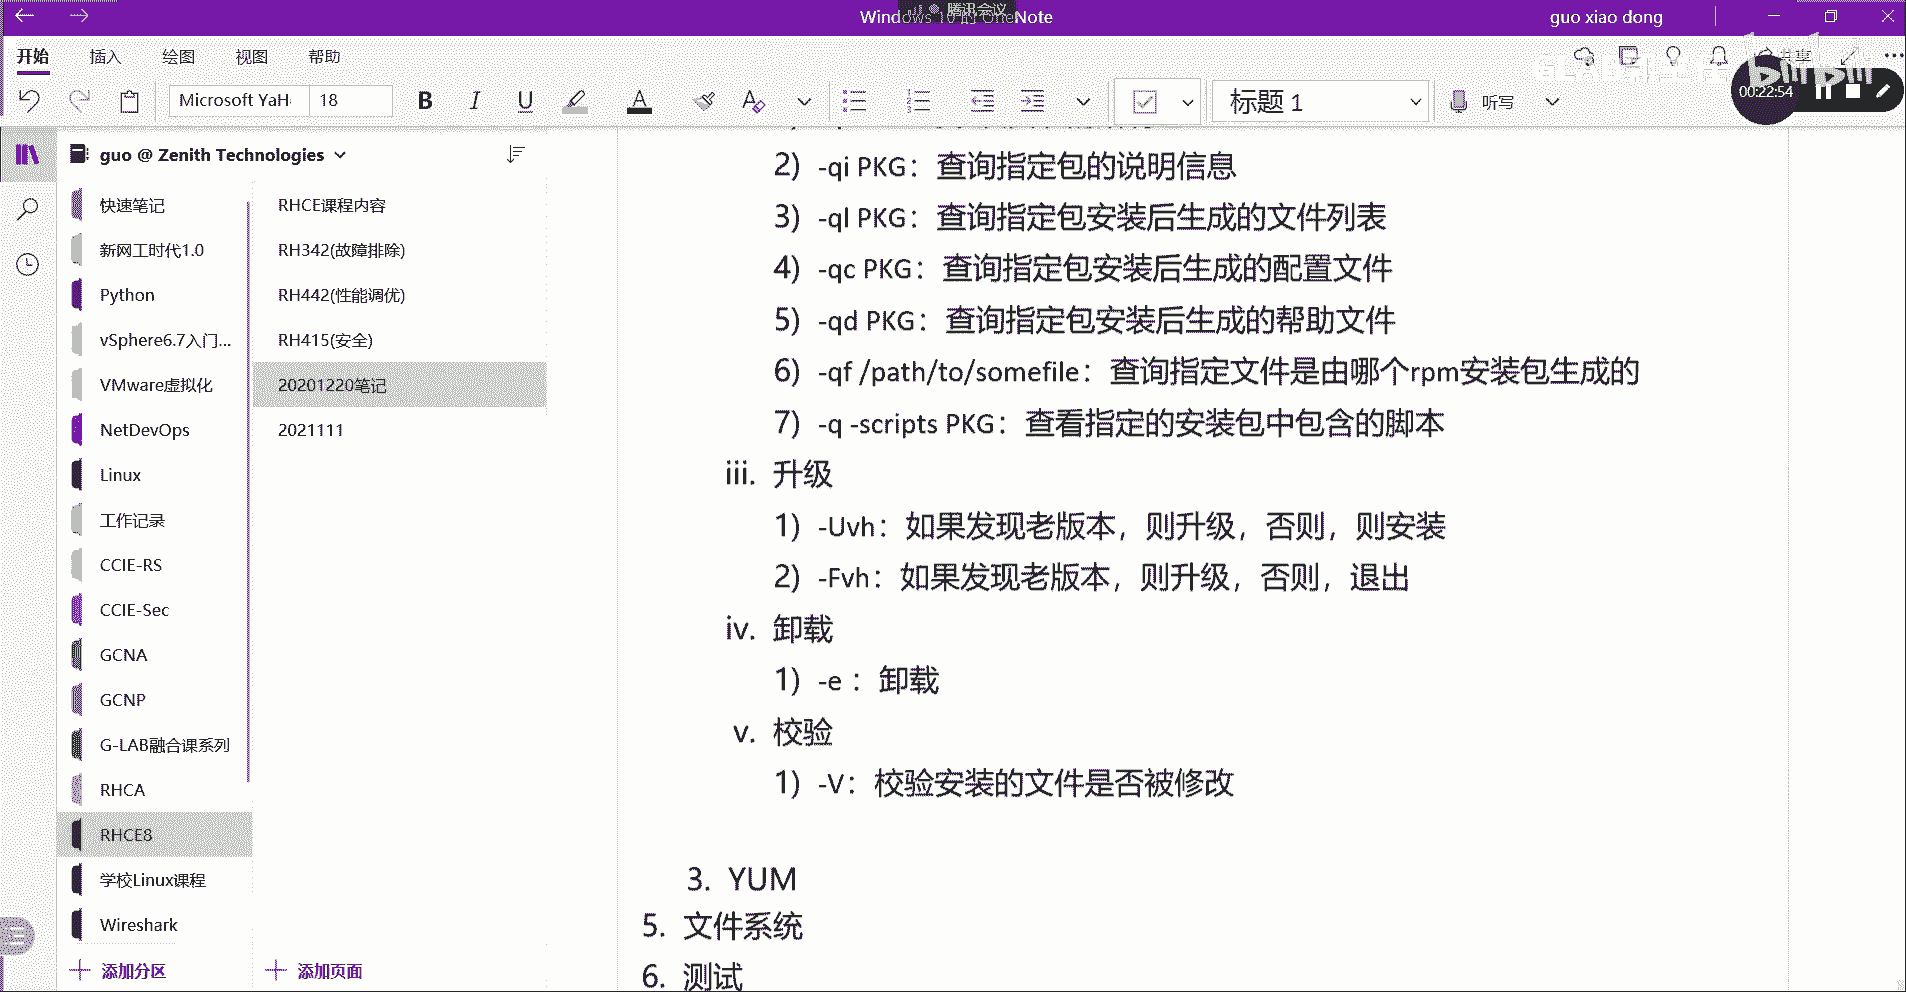 Windows 10 的 OneNote
腾讯会议
guo xiao dong
开始 插入 绘图 视图 帮助
共享
Microsoft YaH 18
B I U A A
标题 1
听写
00:22:54
bilibili
guo @ Zenith Technologies
快速笔记
新网工时代1.0
Python
vSphere6.7入门...
VMware虚拟化
NetDevOps
Linux
工作记录
CCIE-RS
CCIE-Sec
GCNA
GCNP
G-LAB融合课系列
RHCA
RHCE8
学校Linux课程
Wireshark
添加分区
RHCE课程内容
RH342(故障排除)
RH442(性能调优)
RH415(安全)
20201220笔记
2021111
添加页面
2) -qi PKG：查询指定包的说明信息
3) -ql PKG：查询指定包安装后生成的文件列表
4) -qc PKG：查询指定包安装后生成的配置文件
5) -qd PKG：查询指定包安装后生成的帮助文件
6) -qf /path/to/somefile：查询指定文件是由哪个rpm安装包生成的
7) -q -scripts PKG：查看指定的安装包中包含的脚本
iii. 升级
1) -Uvh：如果发现老版本，则升级，否则，则安装
2) -Fvh：如果发现老版本，则升级，否则，退出
iv. 卸载
1) -e ：卸载
v. 校验
1) -V：校验安装的文件是否被修改
3. YUM
5. 文件系统
6. 测试